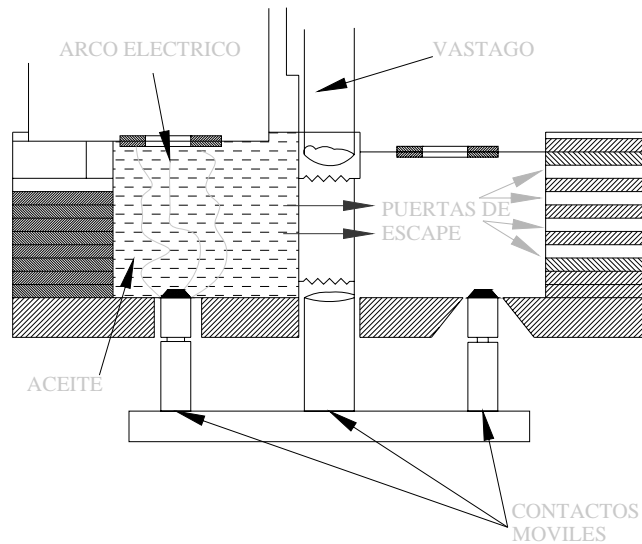 ARCO ELECTRICO
VASTAGO
PUERTAS DE
ESCAPE
ACEITE
CONTACTOS
MOVILES